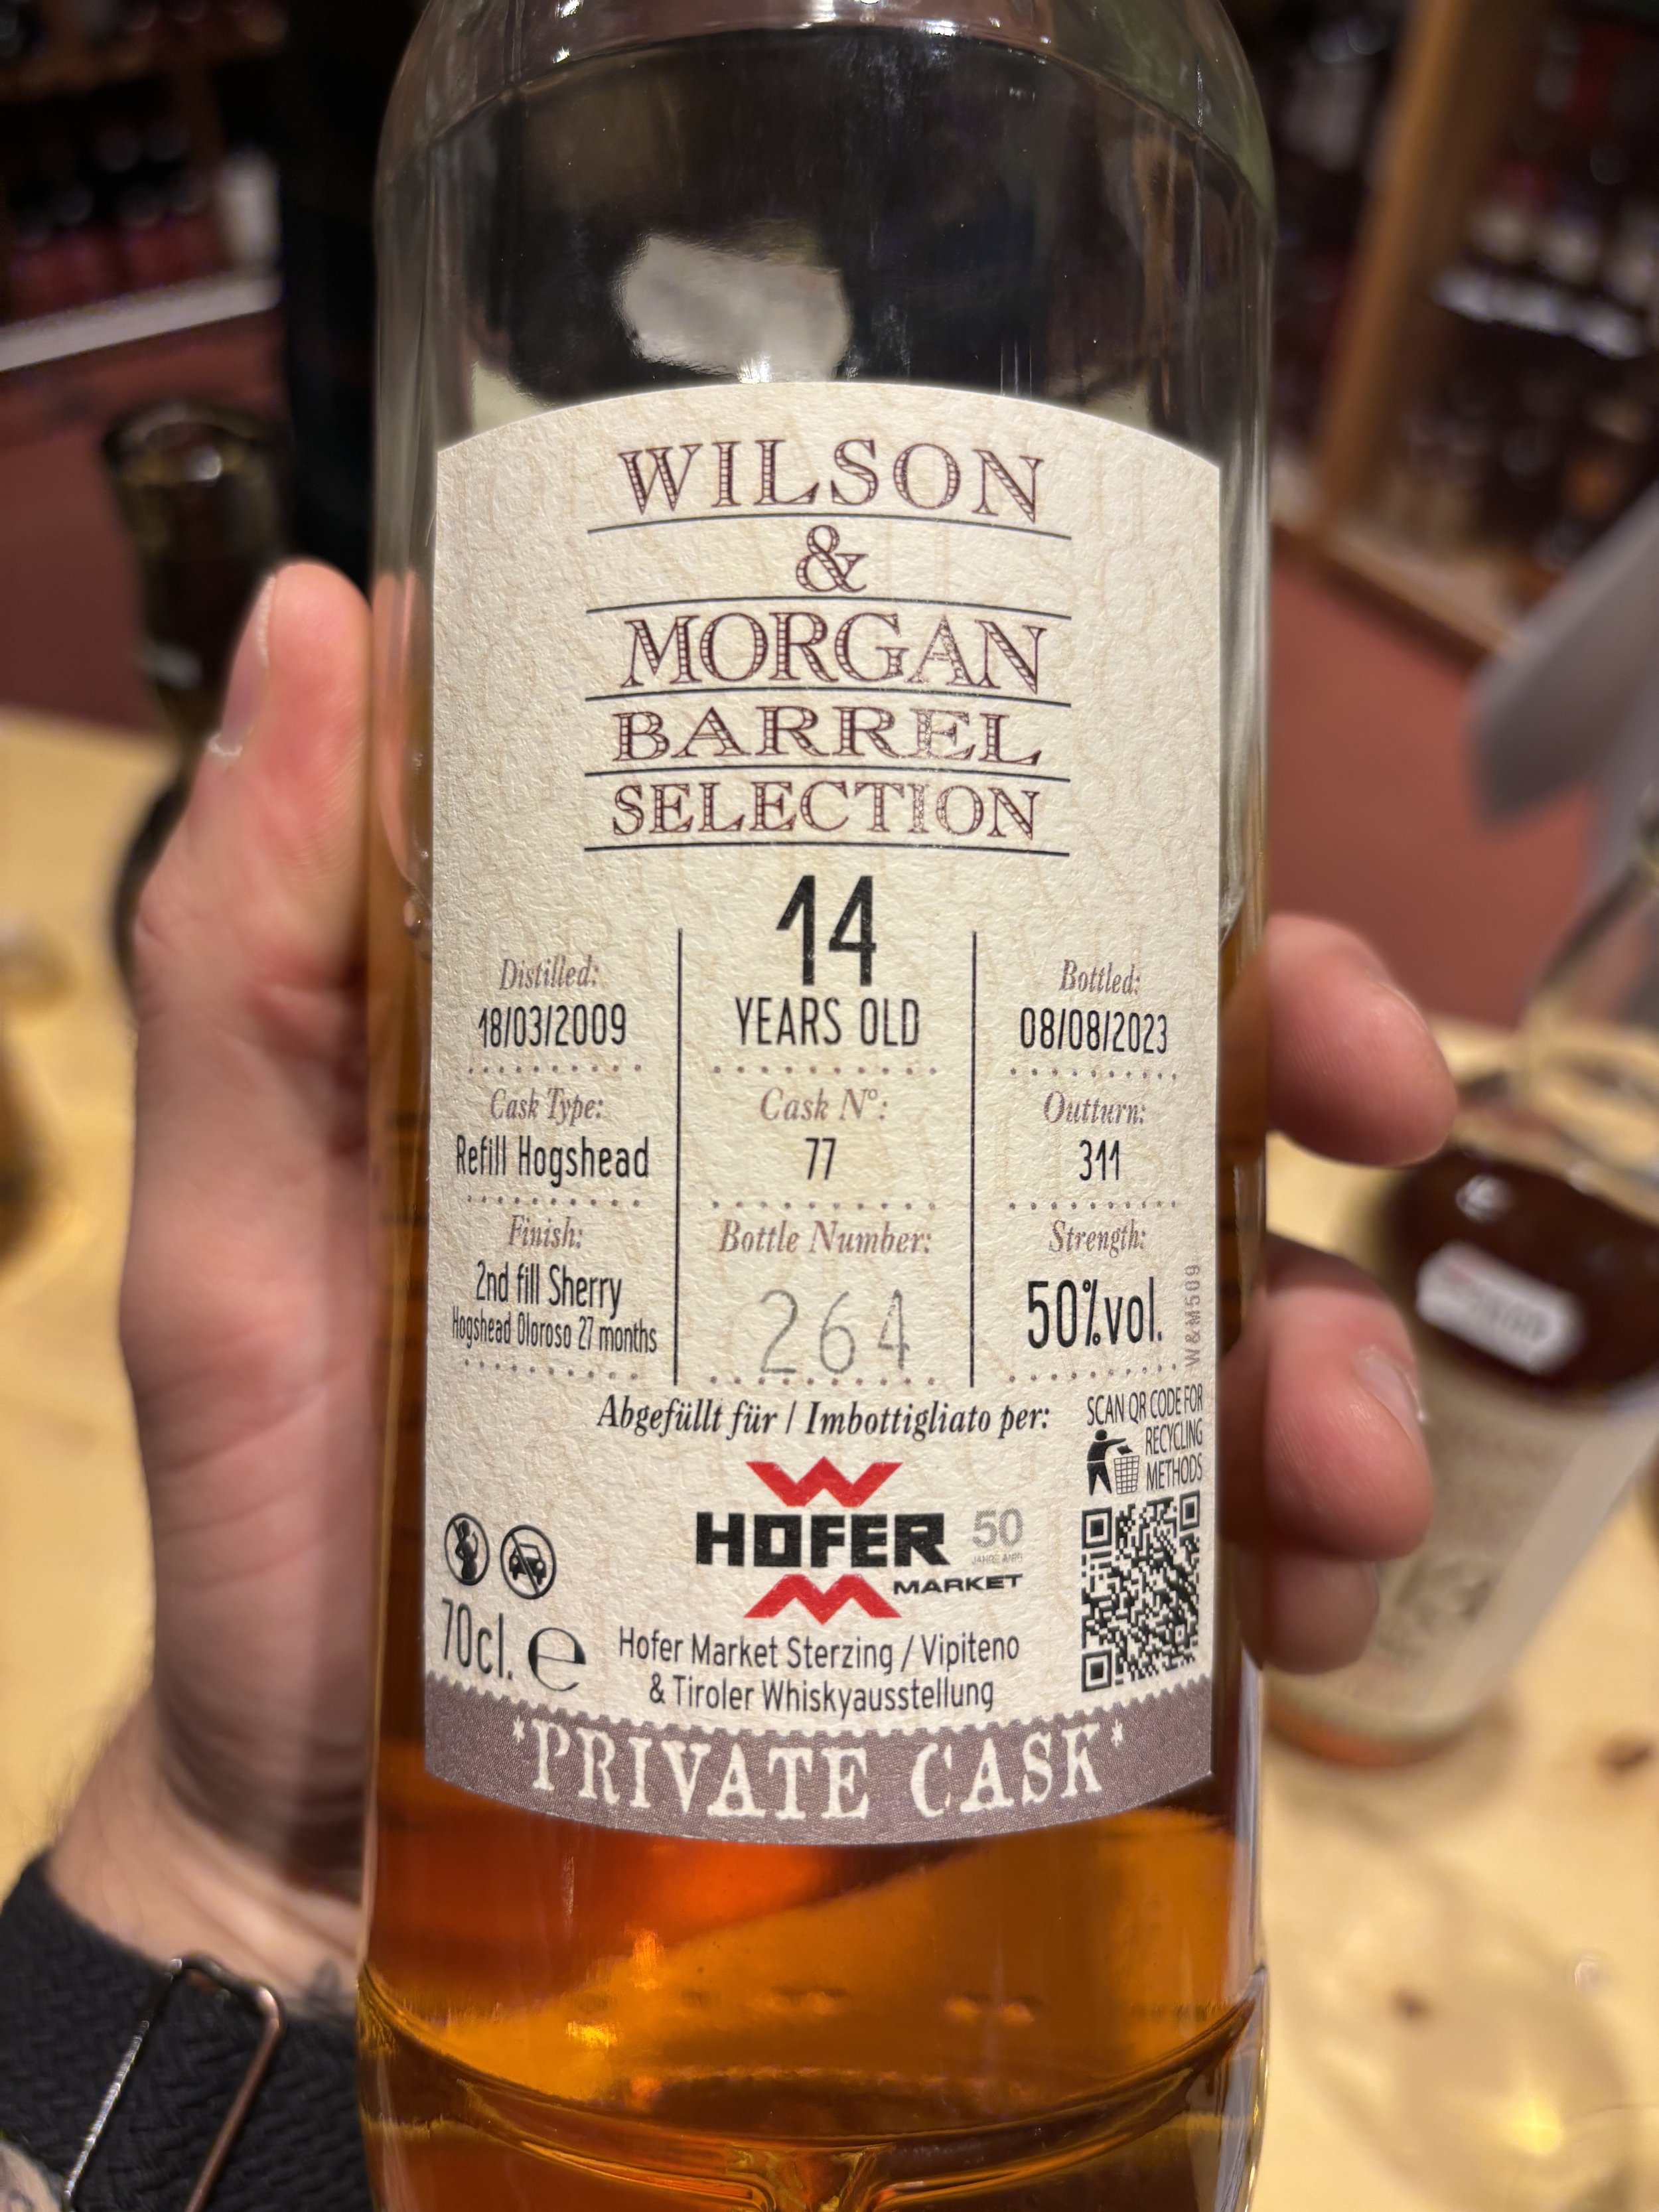 WILSON
&
MORGAN
BARREL
SELECTION
14
YEARS OLD
Distilled:
18/03/2009
Cask Type:
Refill Hogshead
Finish:
2nd fill Sherry
Hogshead Oloroso 27 months
Cask N°:
77
Bottle Number:
264
Bottled:
08/08/2023
Outturn:
311
Strength:
50%vol.
W&M509
Abgefüllt für / Imbottigliato per:
SCAN QR CODE FOR
RECYCLING
METHODS
HOFER
50
JAHRE ANNI
MARKET
70cl. e
Hofer Market Sterzing / Vipiteno
& Tiroler Whiskyausstellung
*PRIVATE CASK*